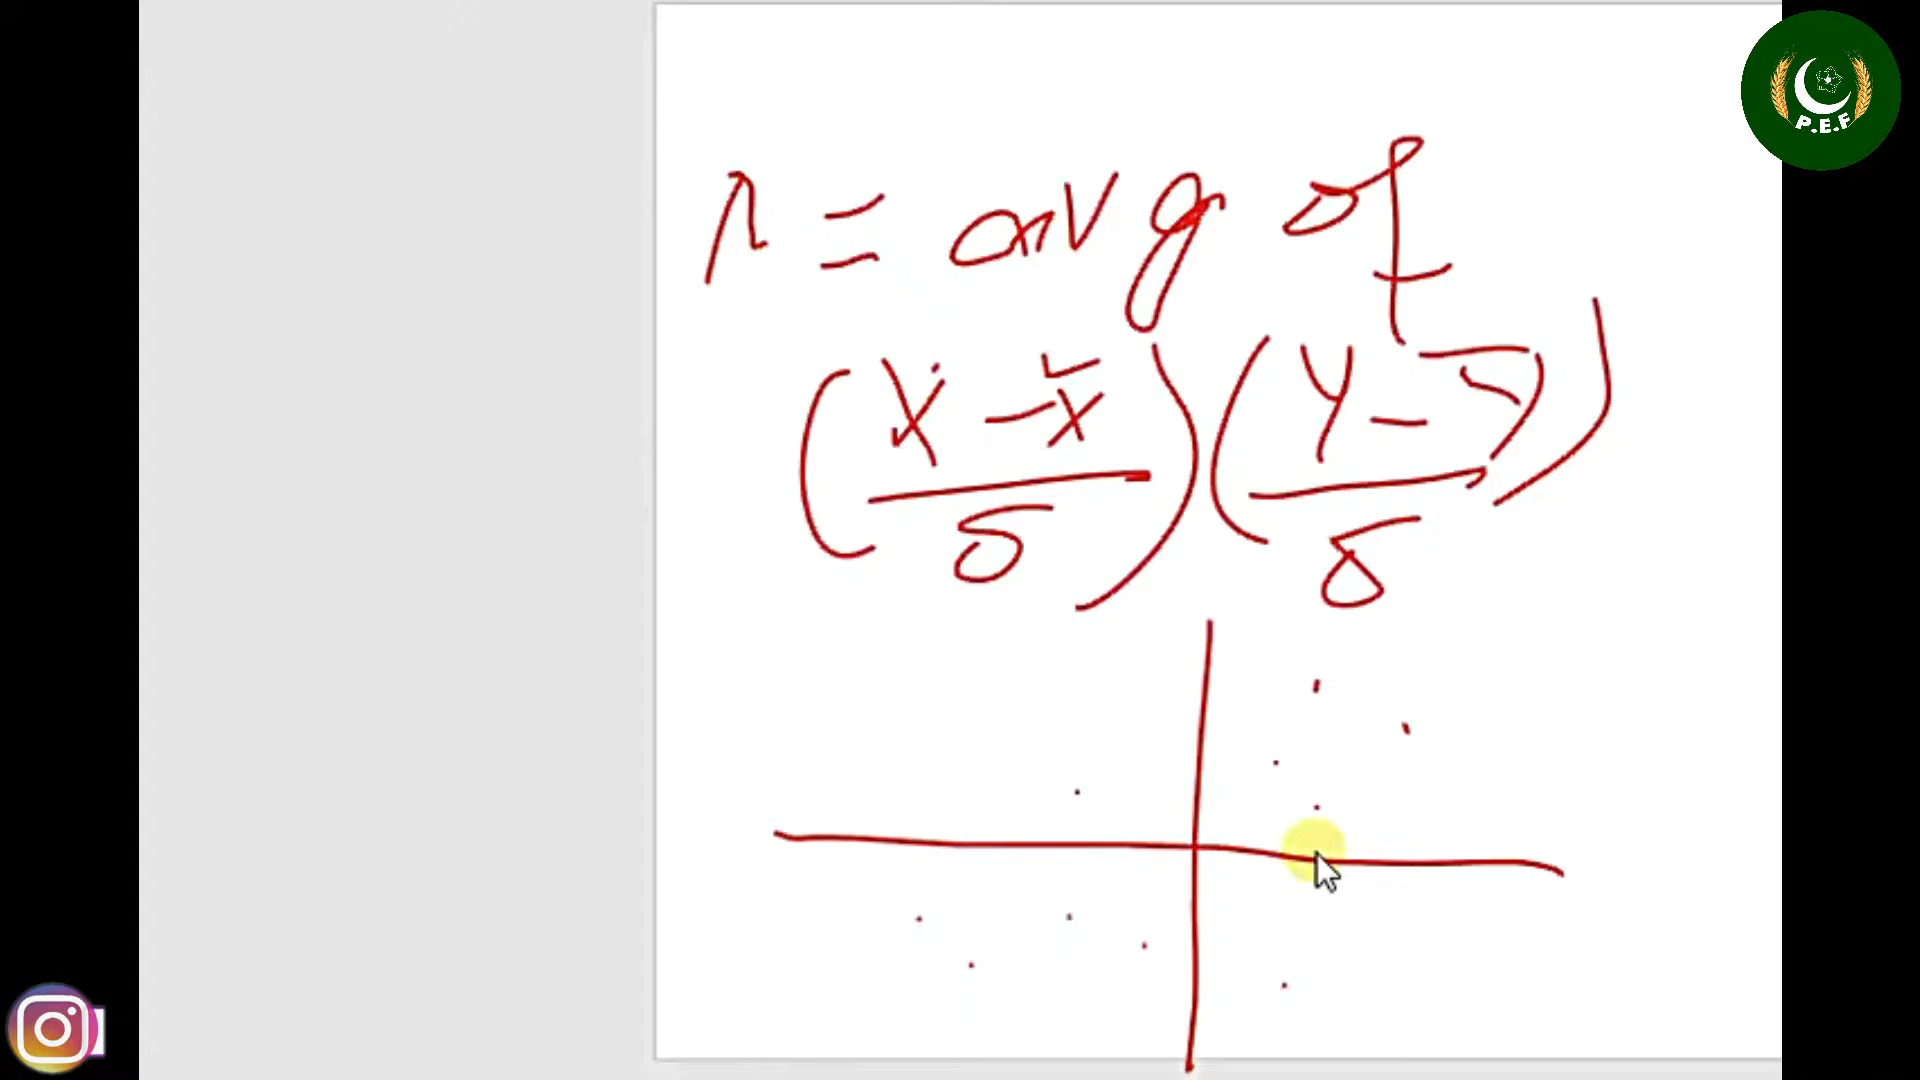 r = avg of
(x - x̄ / δ) (y - ȳ / δ))
P.E.F